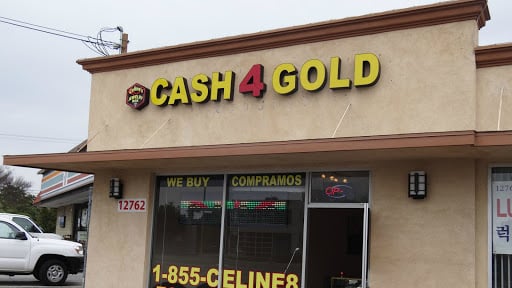 CASH 4 GOLD
WE BUY COMPRAMOS
12762
1-855-CELINE8